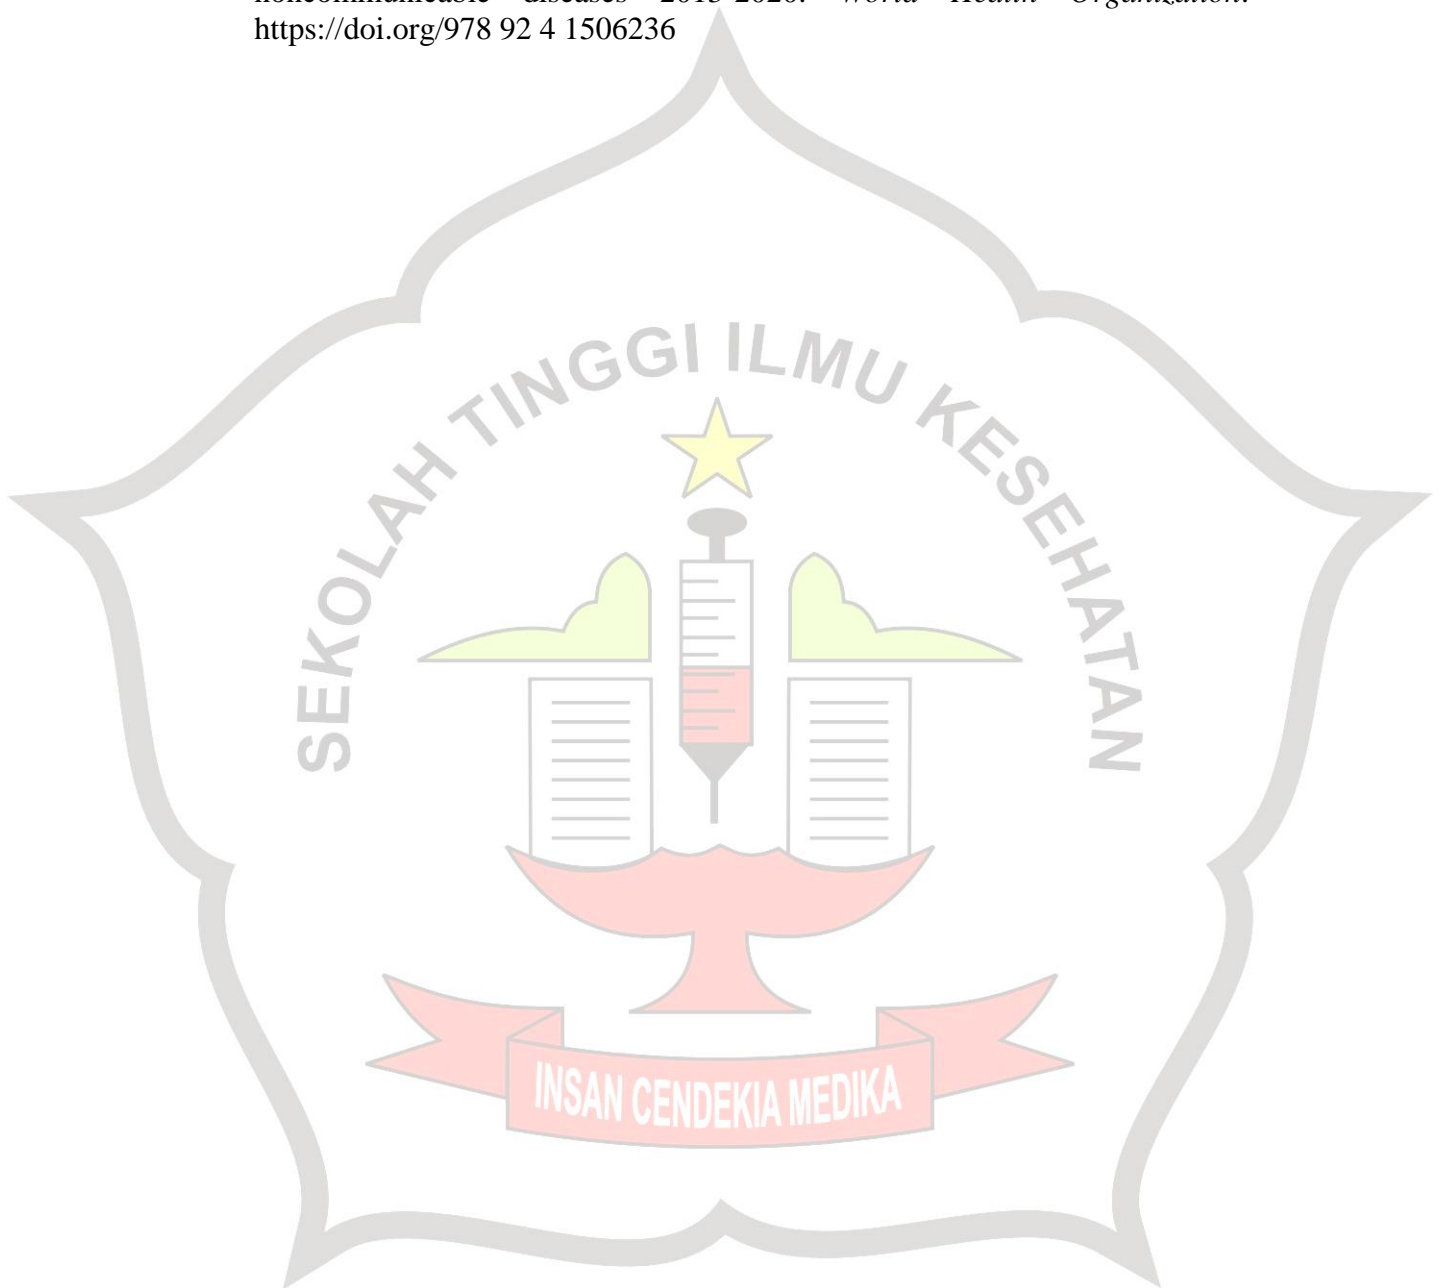 noncommunicable diseases 2013-2020. World Health Organization.
https://doi.org/978 92 4 1506236
SEKOLAH TINGGI ILMU KESEHATAN
INSAN CENDEKIA MEDIKA